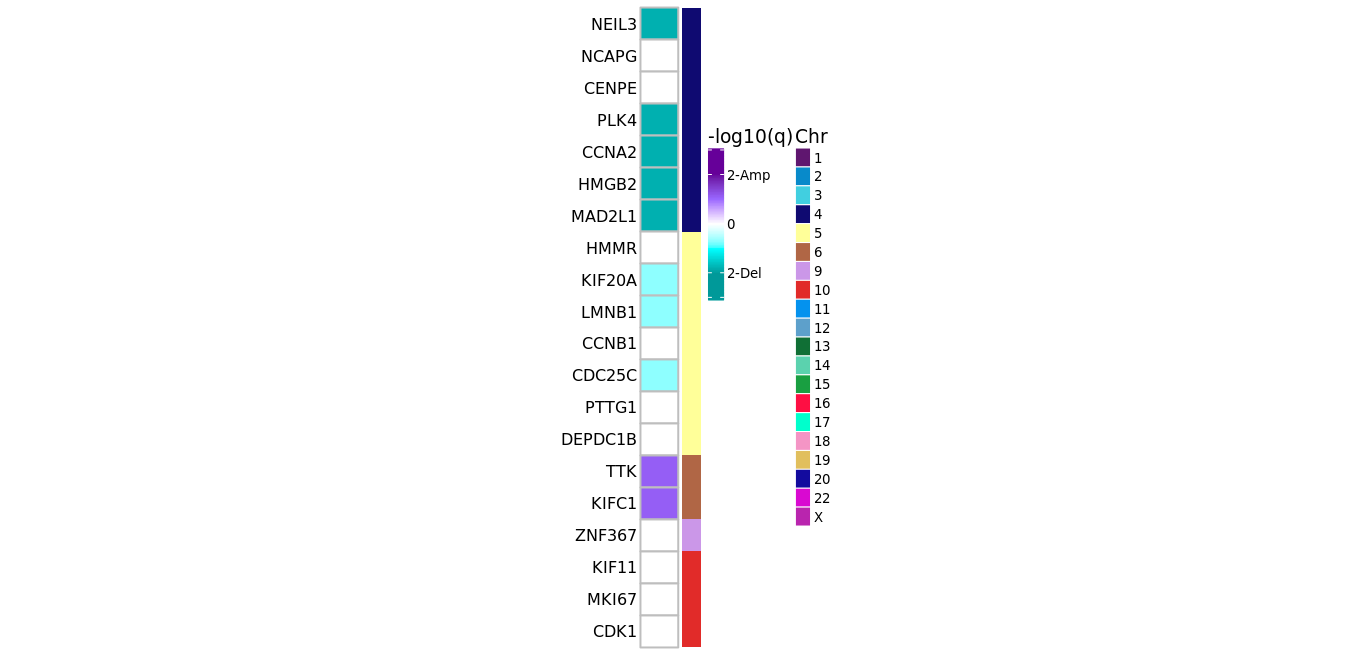 NEIL3
NCAPG
CENPE
PLK4
CCNA2
HMGB2
MAD2L1
HMMR
KIF20A
LMNB1
CCNB1
CDC25C
PTTG1
DEPDC1B
TTK
KIFC1
ZNF367
KIF11
MKI67
CDK1
-log10(q)
2-Amp
0
2-Del
Chr
1
2
3
4
5
6
9
10
11
12
13
14
15
16
17
18
19
20
22
X